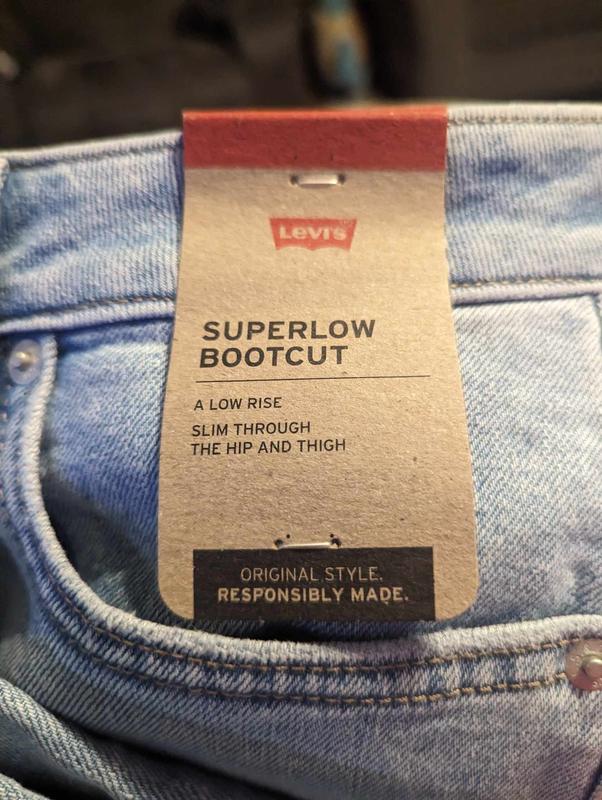 Levi's
SUPERLOW
BOOTCUT
A LOW RISE
SLIM THROUGH
THE HIP AND THIGH
ORIGINAL STYLE.
RESPONSIBLY MADE.